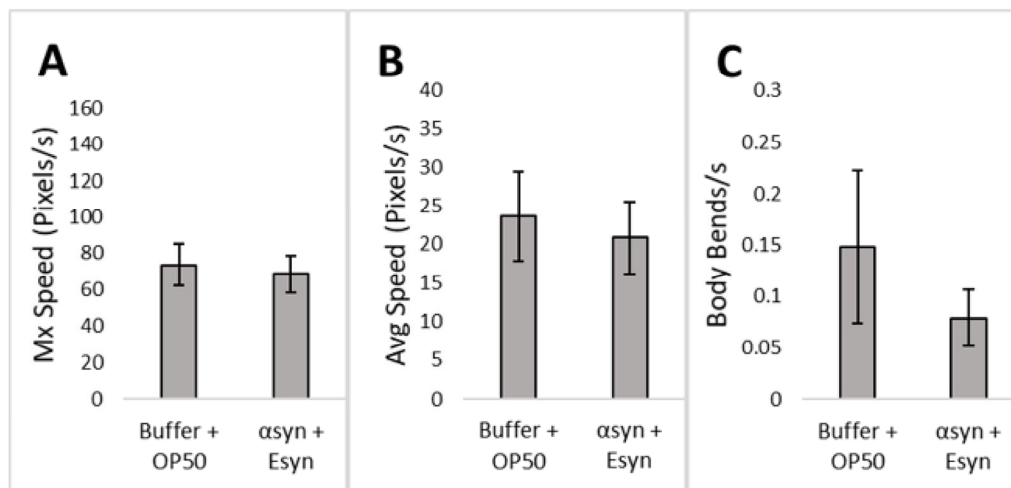 A
Mx Speed (Pixels/s)
160
140
120
100
80
60
40
20
0
Buffer +
OP50
αsyn +
Esyn
B
Avg Speed (Pixels/s)
40
35
30
25
20
15
10
5
0
Buffer +
OP50
αsyn +
Esyn
C
Body Bends/s
0.3
0.25
0.2
0.15
0.1
0.05
0
Buffer +
OP50
αsyn +
Esyn